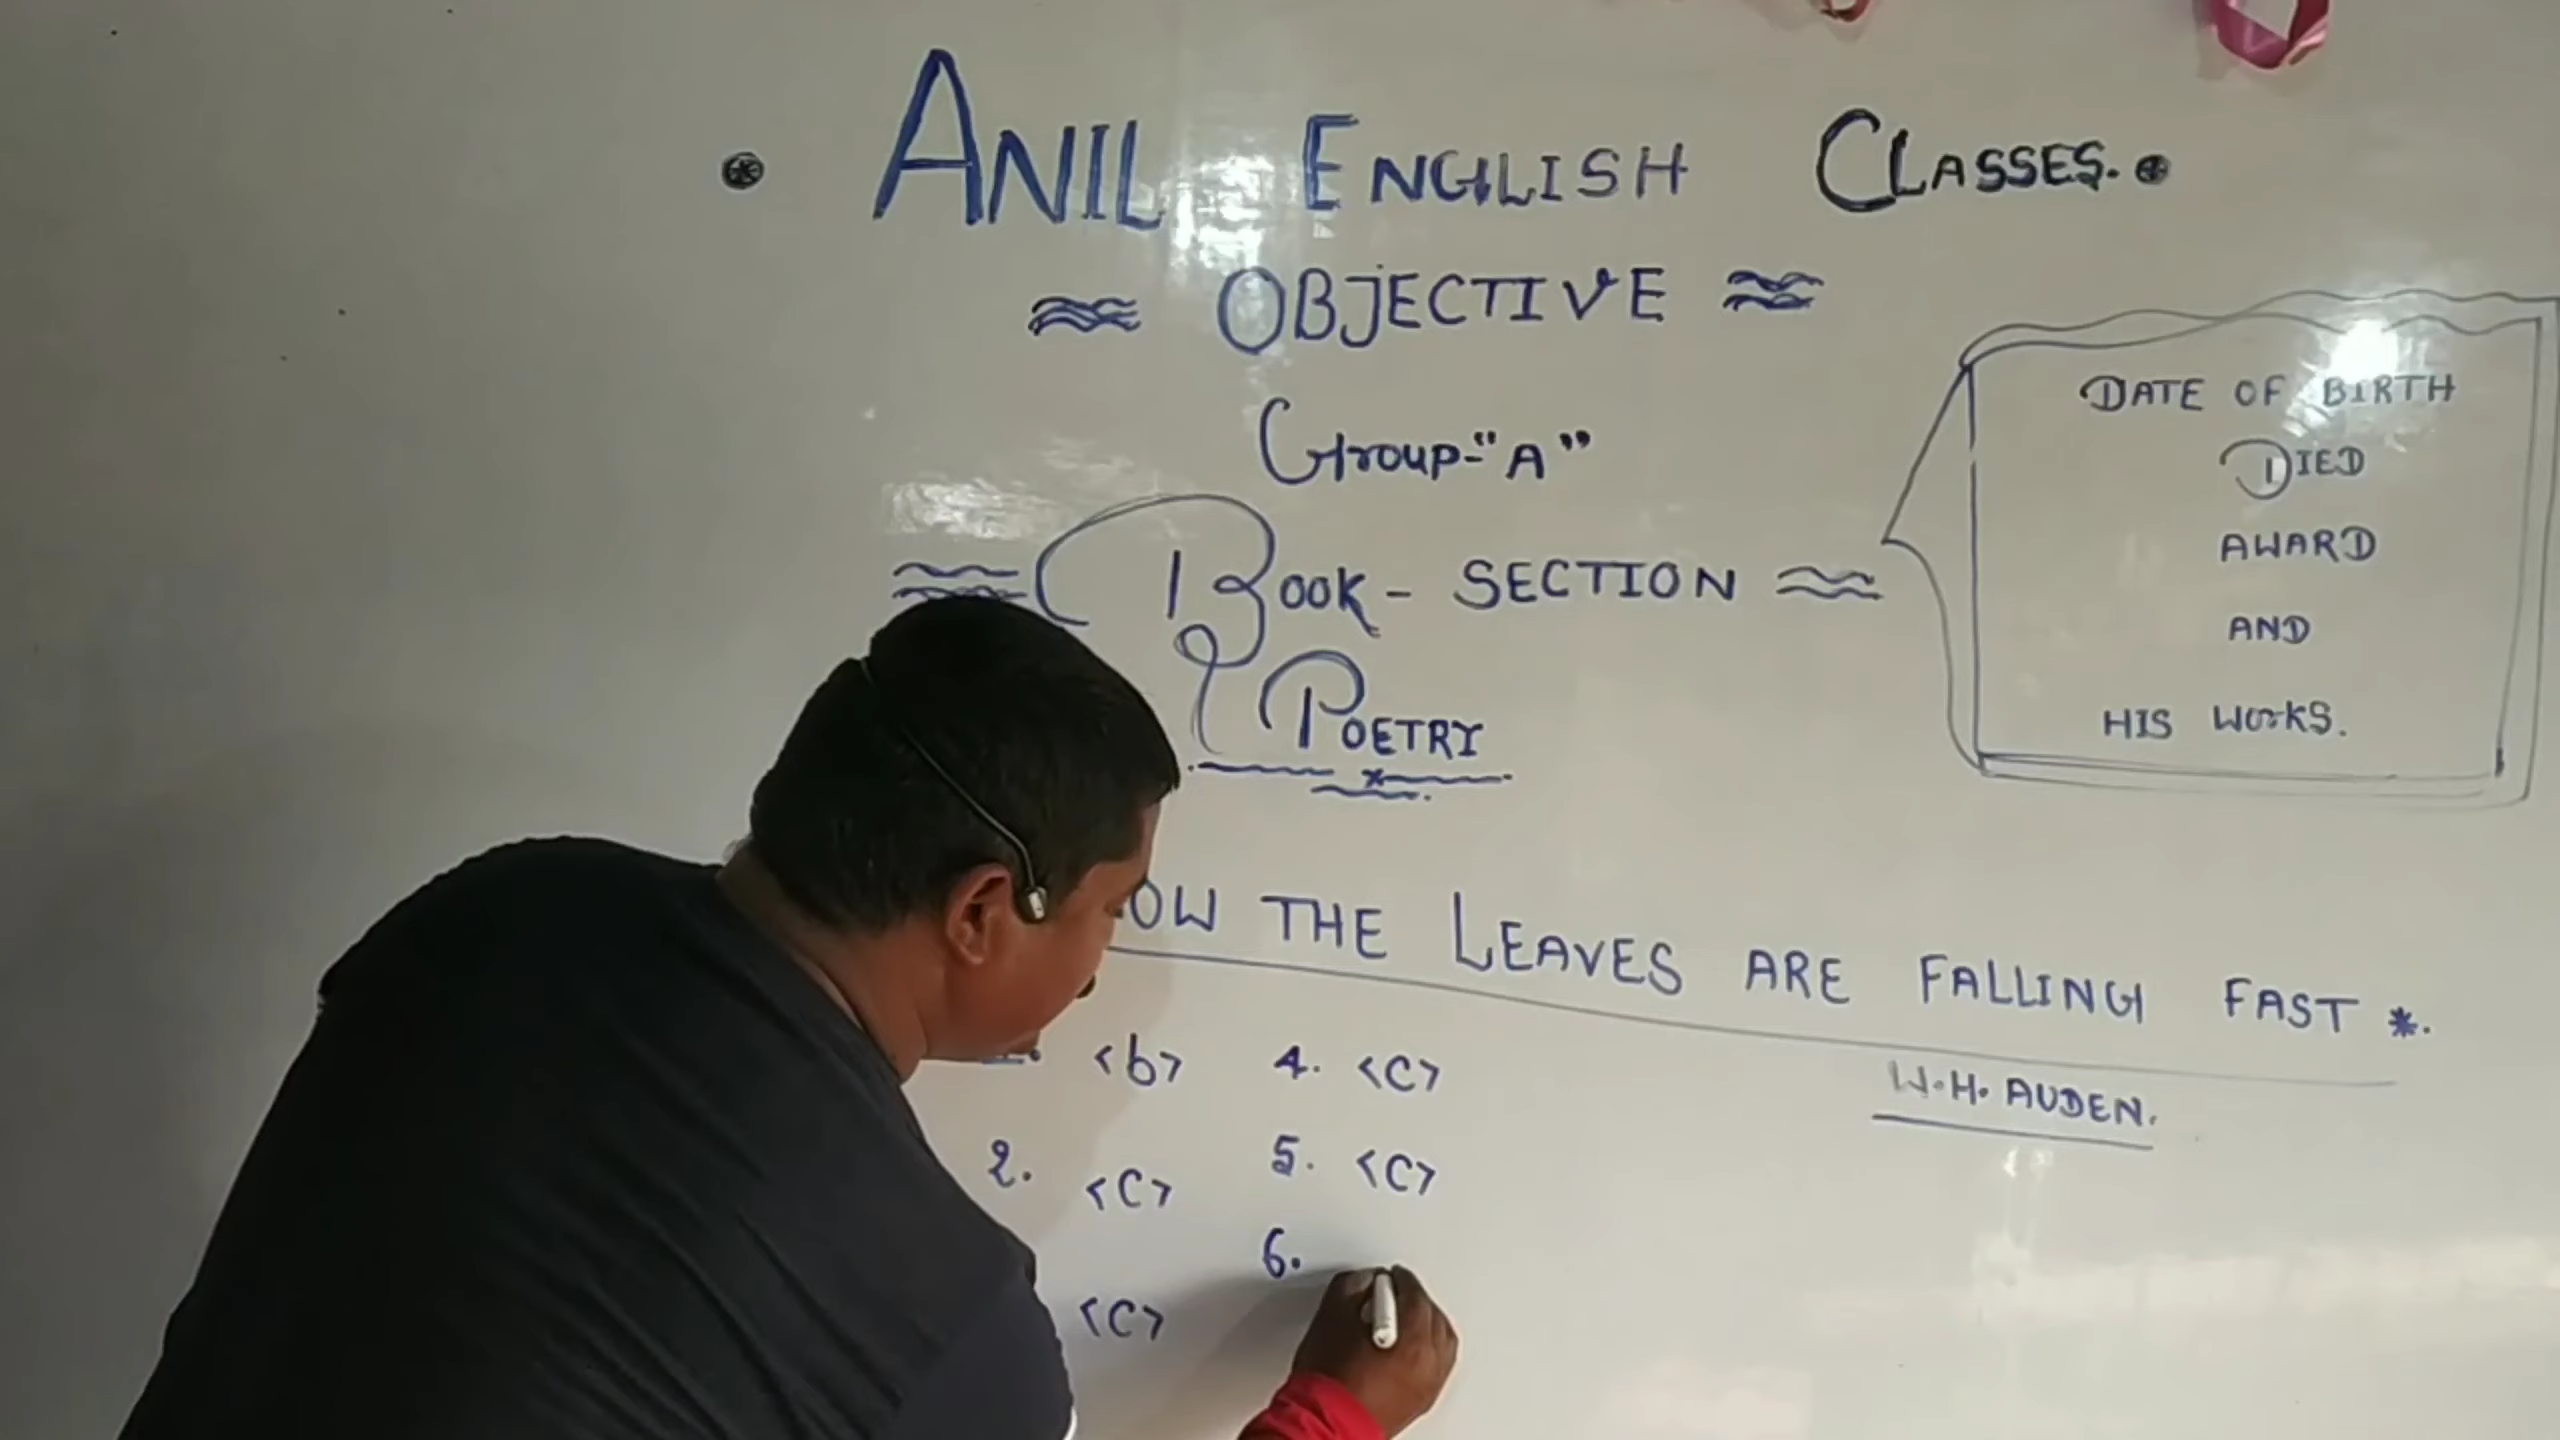 ANIL ENGLISH CLASSES.
OBJECTIVE
Group-"A"
BOOK - SECTION
POETRY
DATE OF BIRTH
DIED
AWARD
AND
HIS WORKS.
OW THE LEAVES ARE FALLING FAST *.
W.H. AUDEN.
1. <b> 4. <c>
2. <c> 5. <c>
6.
<c>